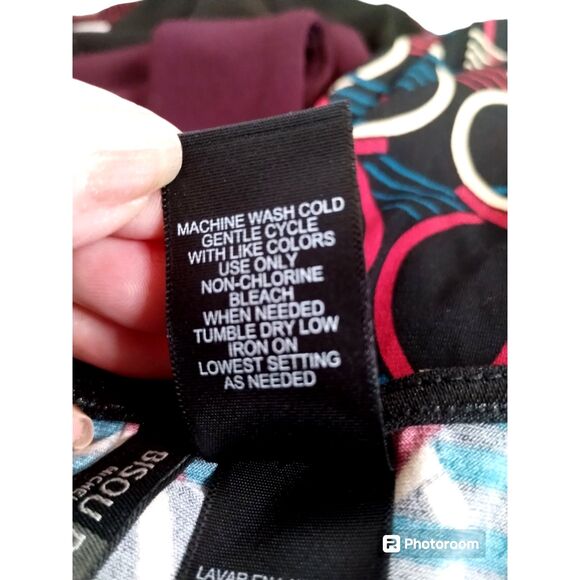 MACHINE WASH COLD
GENTLE CYCLE
WITH LIKE COLORS
USE ONLY
NON-CHLORINE
BLEACH
WHEN NEEDED
TUMBLE DRY LOW
IRON ON
LOWEST SETTING
AS NEEDED
BISOU
LAVAR
Photoroom